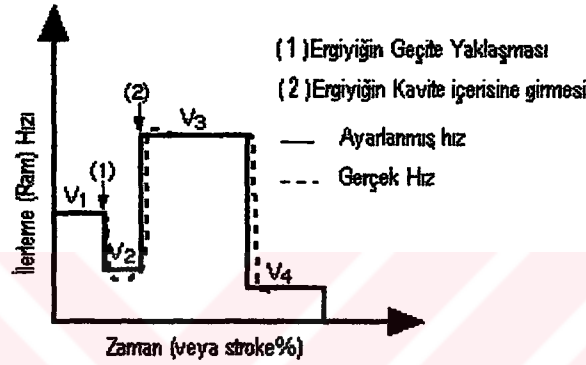 (1)Ergiyiğin Geçite Yaklaşması
(2)Ergiyiğin Kavite içerisine girmesi
Ayarlanmış hız
Gerçek Hız
(2)
V3
(1)
V1
V2
V4
İlerleme (Ram) Hızı
Zaman (veya stroke%)